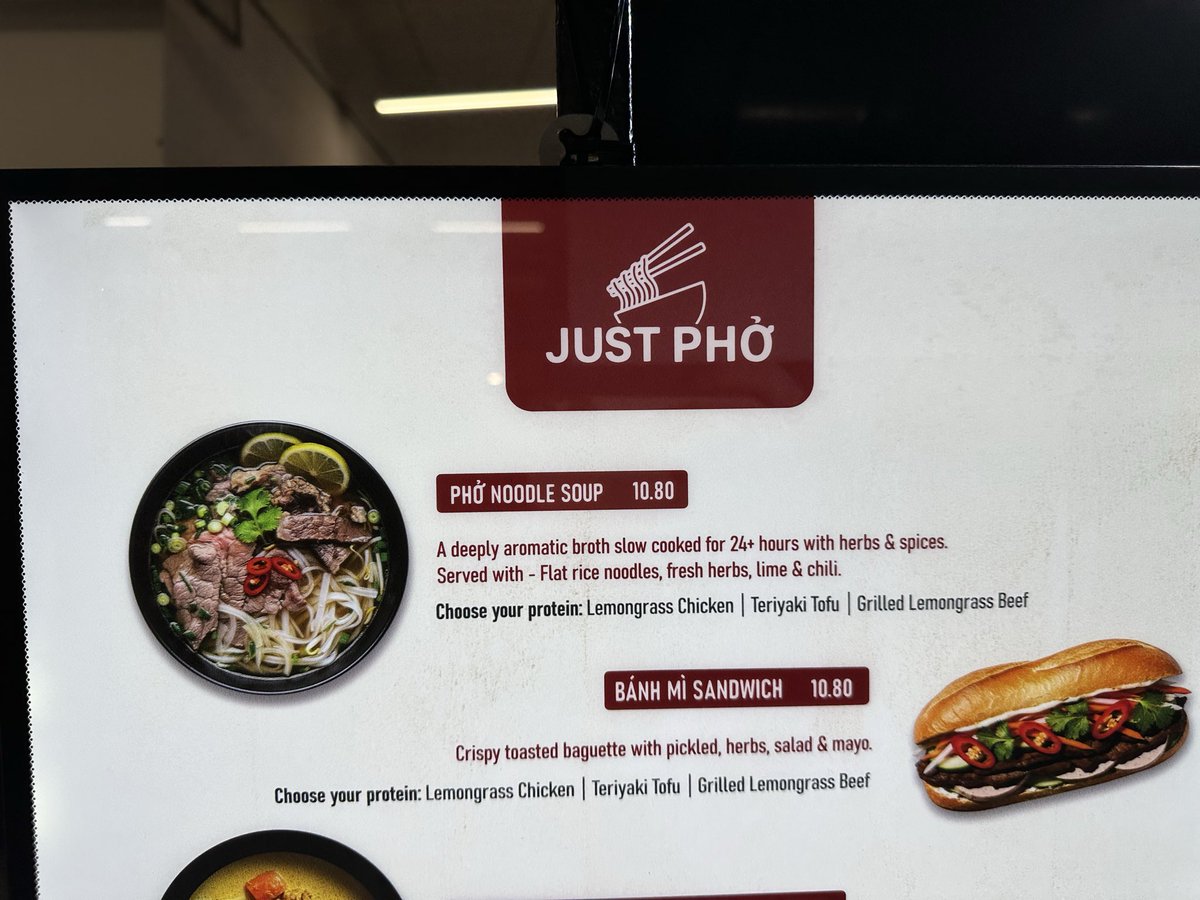 JUST PHỞ
PHỞ NOODLE SOUP 10.80
A deeply aromatic broth slow cooked for 24+ hours with herbs & spices.
Served with - Flat rice noodles, fresh herbs, lime & chili.
Choose your protein: Lemongrass Chicken | Teriyaki Tofu | Grilled Lemongrass Beef
BÁNH MÌ SANDWICH 10.80
Crispy toasted baguette with pickled, herbs, salad & mayo.
Choose your protein: Lemongrass Chicken | Teriyaki Tofu | Grilled Lemongrass Beef